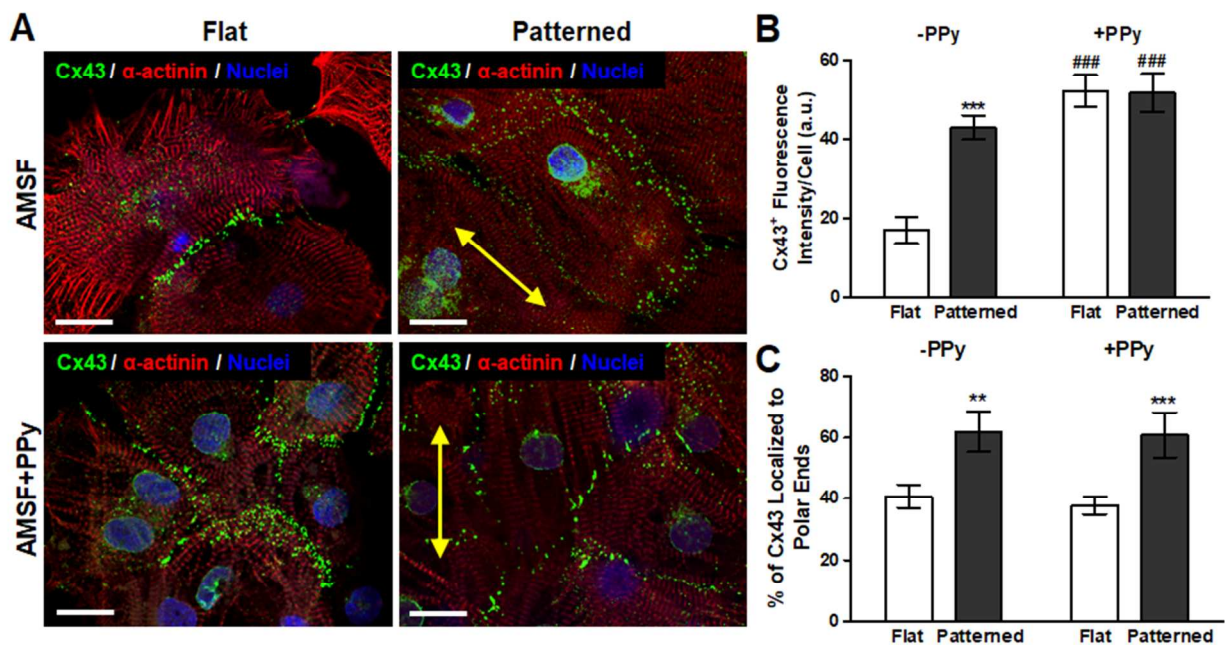 A
Flat
Patterned
AMSF
Cx43 / α-actinin / Nuclei
Cx43 / α-actinin / Nuclei
AMSF+PPy
Cx43 / α-actinin / Nuclei
Cx43 / α-actinin / Nuclei
B
-PPy +PPy
Cx43⁺ Fluorescence
Intensity/Cell (a.u.)
60
40
20
0
***
###
###
Flat Patterned Flat Patterned
C
-PPy +PPy
% of Cx43 Localized to
Polar Ends
80
60
40
20
0
**
***
Flat Patterned Flat Patterned